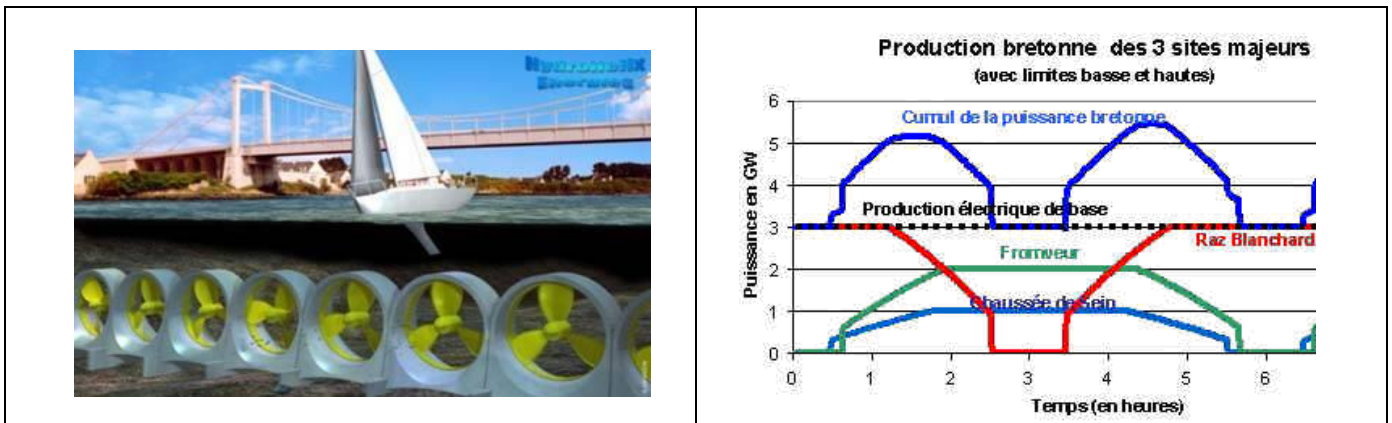 Hydrohelix
Energies
Production bretonne des 3 sites majeurs
(avec limites basse et hautes)
Puissance en GW
6
5
4
3
2
1
0
Cumul de la puissance bretonne
Production électrique de base
Raz Blanchard
Fromveur
Chaussée de Sein
0 1 2 3 4 5 6
Temps (en heures)